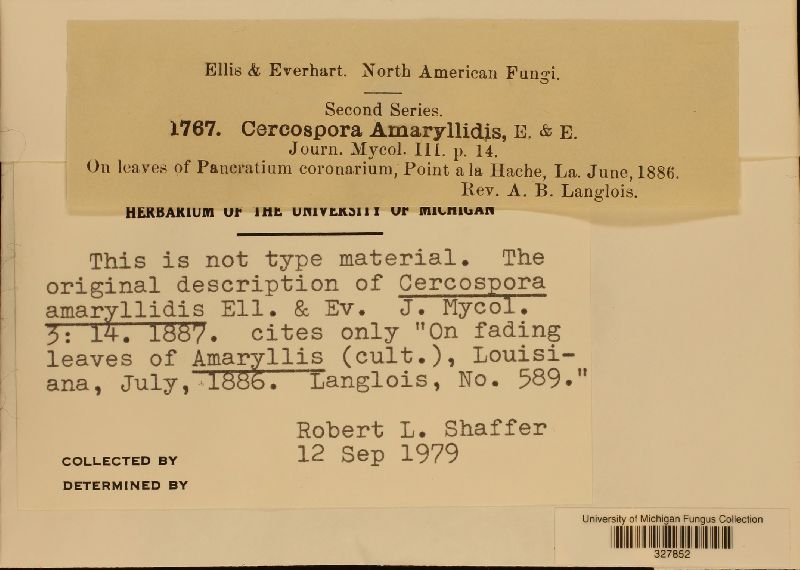 Ellis & Everhart. North American Fungi.
Second Series.
1767. Cercospora Amaryllidis, E. & E.
Journ. Mycol. III. p. 14.
On leaves of Pancratium coronarium, Point a la Hache, La. June, 1886.
Rev. A. B. Langlois.
HERBARIUM OF THE UNIVERSITY OF MICHIGAN
This is not type material. The
original description of Cercospora
amaryllidis Ell. & Ev. J. Mycol.
3: 14. 1887. cites only "On fading
leaves of Amaryllis (cult.), Louisi-
ana, July, 1886. Langlois, No. 589."
Robert L. Shaffer
12 Sep 1979
COLLECTED BY
DETERMINED BY
University of Michigan Fungus Collection
327852